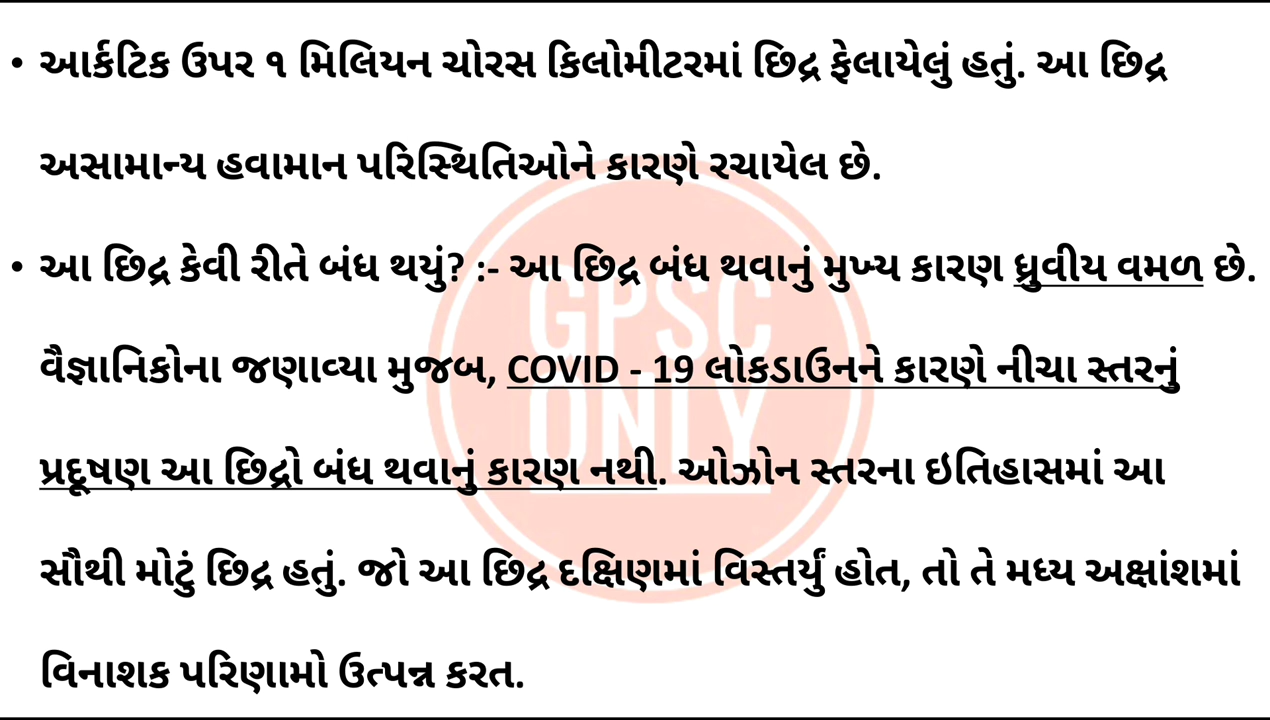 • આર્કટિક ઉપર ૧ મિલિયન ચોરસ કિલોમીટરમાં છિદ્ર ફેલાયેલું હતું. આ છિદ્ર
અસામાન્ય હવામાન પરિસ્થિતિઓને કારણે રચાયેલ છે.
• આ છિદ્ર કેવી રીતે બંધ થયું? :- આ છિદ્ર બંધ થવાનું મુખ્ય કારણ ધ્રુવીય વમળ છે.
વૈજ્ઞાનિકોના જણાવ્યા મુજબ, COVID - 19 લોકડાઉનને કારણે નીચા સ્તરનું
પ્રદૂષણ આ છિદ્રો બંધ થવાનું કારણ નથી. ઓઝોન સ્તરના ઇતિહાસમાં આ
સૌથી મોટું છિદ્ર હતું. જો આ છિદ્ર દક્ષિણમાં વિસ્તર્યું હોત, તો તે મધ્ય અક્ષાંશમાં
વિનાશક પરિણામો ઉત્પન્ન કરત.
GPSC
ONLY